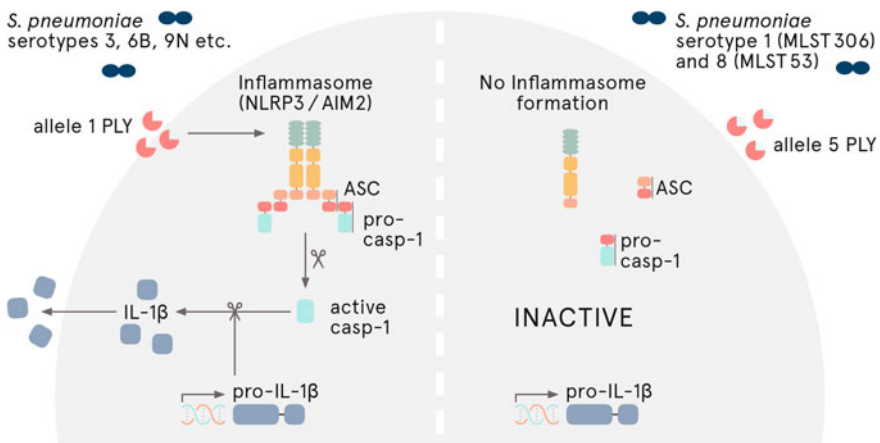 S. pneumoniae
serotypes 3, 6B, 9N etc.
allele 1 PLY
Inflammasome
(NLRP3 / AIM2)
ASC
pro-
casp-1
active
casp-1
IL-1β
pro-IL-1β
S. pneumoniae
serotype 1 (MLST 306)
and 8 (MLST 53)
No Inflammasome
formation
allele 5 PLY
ASC
pro-
casp-1
INACTIVE
pro-IL-1β